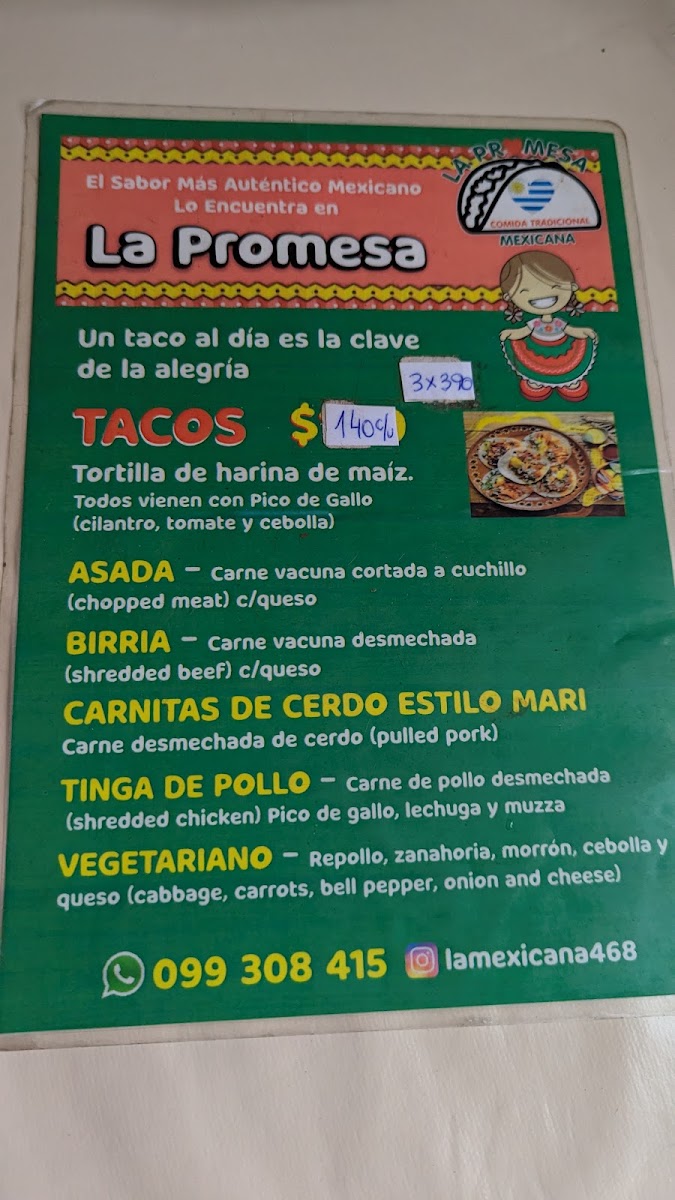 El Sabor Más Auténtico Mexicano
Lo Encuentra en
La Promesa
LA PROMESA
COMIDA TRADICIONAL
MEXICANA
Un taco al día es la clave
de la alegría
3x390
TACOS $140c/u
Tortilla de harina de maíz.
Todos vienen con Pico de Gallo
(cilantro, tomate y cebolla)
ASADA – Carne vacuna cortada a cuchillo
(chopped meat) c/queso
BIRRIA – Carne vacuna desmechada
(shredded beef) c/queso
CARNITAS DE CERDO ESTILO MARI
Carne desmechada de cerdo (pulled pork)
TINGA DE POLLO – Carne de pollo desmechada
(shredded chicken) Pico de gallo, lechuga y muzza
VEGETARIANO – Repollo, zanahoria, morrón, cebolla y
queso (cabbage, carrots, bell pepper, onion and cheese)
099 308 415 lamexicana468